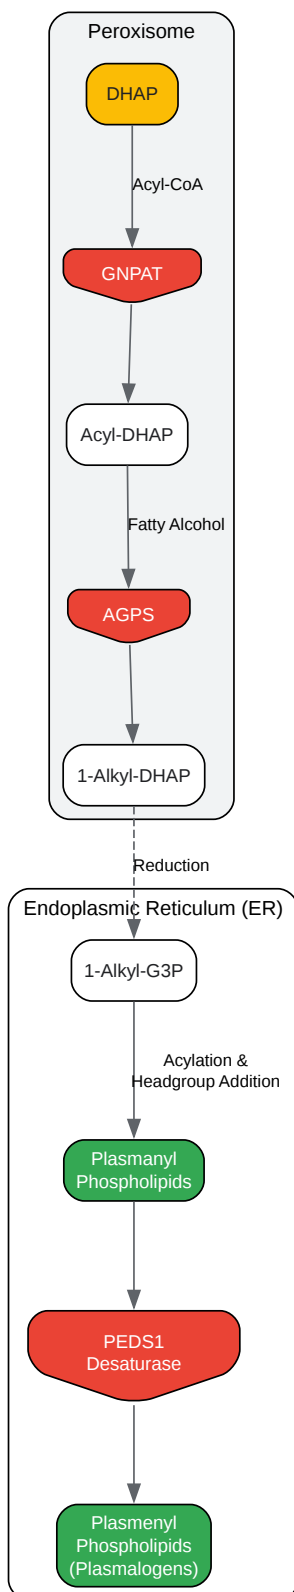 Peroxisome
DHAP
Acyl-CoA
GNPAT
Acyl-DHAP
Fatty Alcohol
AGPS
1-Alkyl-DHAP
Reduction
Endoplasmic Reticulum (ER)
1-Alkyl-G3P
Acylation &
Headgroup Addition
Plasmanyl
Phospholipids
PEDS1
Desaturase
Plasmenyl
Phospholipids
(Plasmalogens)